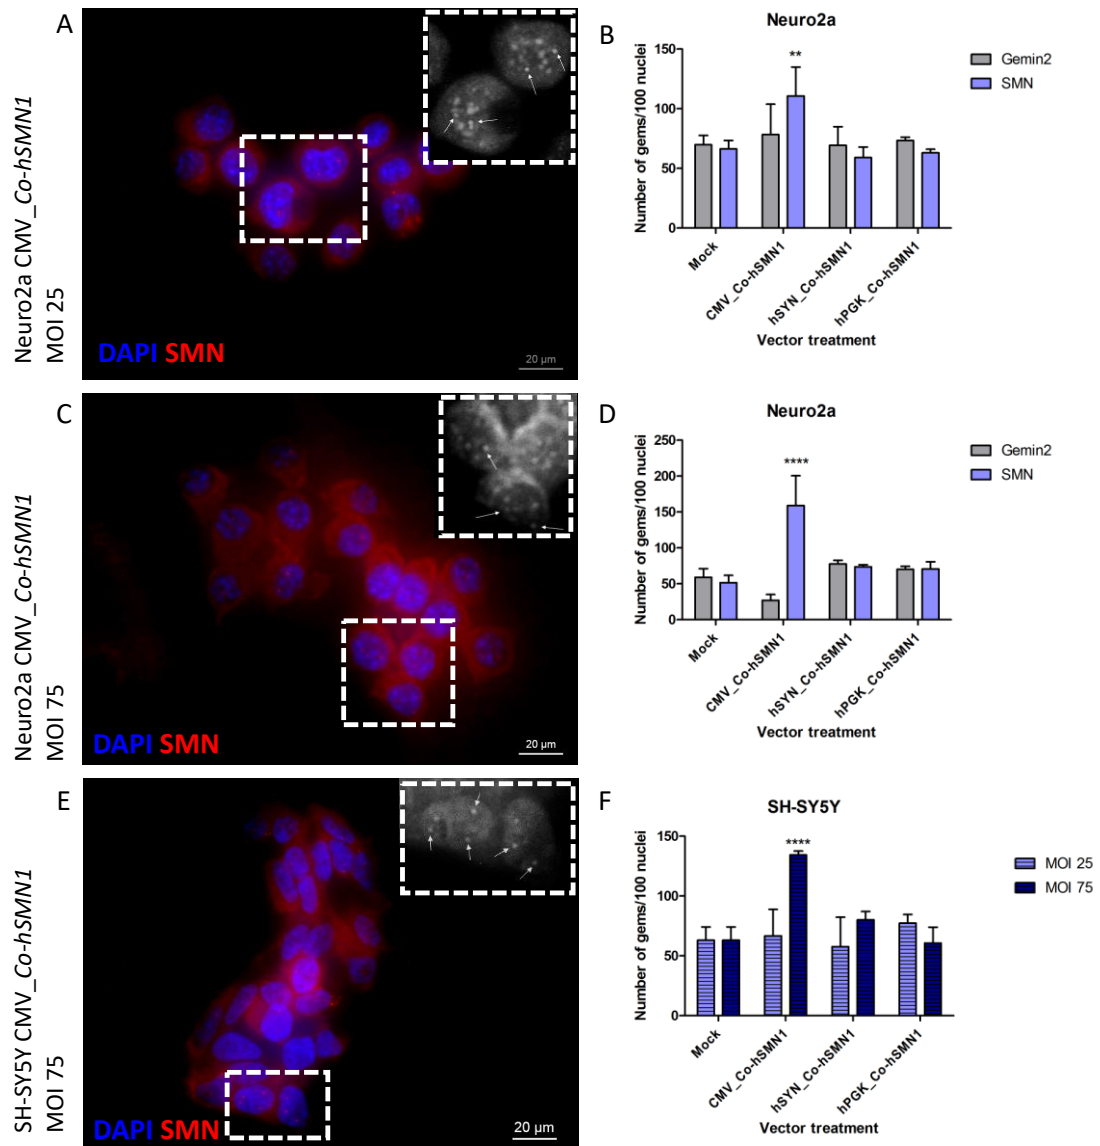 A
Neuro2a CMV_Co-hSMN1
MOI 25
DAPI SMN
20 µm
B
Neuro2a
Number of gems/100 nuclei
150
100
50
0
Mock
CMV_Co-hSMN1
hSYN_Co-hSMN1
hPGK_Co-hSMN1
Vector treatment
**
Gemin2
SMN
C
Neuro2a CMV_Co-hSMN1
MOI 75
DAPI SMN
20 µm
D
Neuro2a
Number of gems/100 nuclei
250
200
150
100
50
0
Mock
CMV_Co-hSMN1
hSYN_Co-hSMN1
hPGK_Co-hSMN1
Vector treatment
****
Gemin2
SMN
E
SH-SY5Y CMV_Co-hSMN1
MOI 75
DAPI SMN
20 µm
F
SH-SY5Y
Number of gems/100 nuclei
150
100
50
0
Mock
CMV_Co-hSMN1
hSYN_Co-hSMN1
hPGK_Co-hSMN1
Vector treatment
****
MOI 25
MOI 75